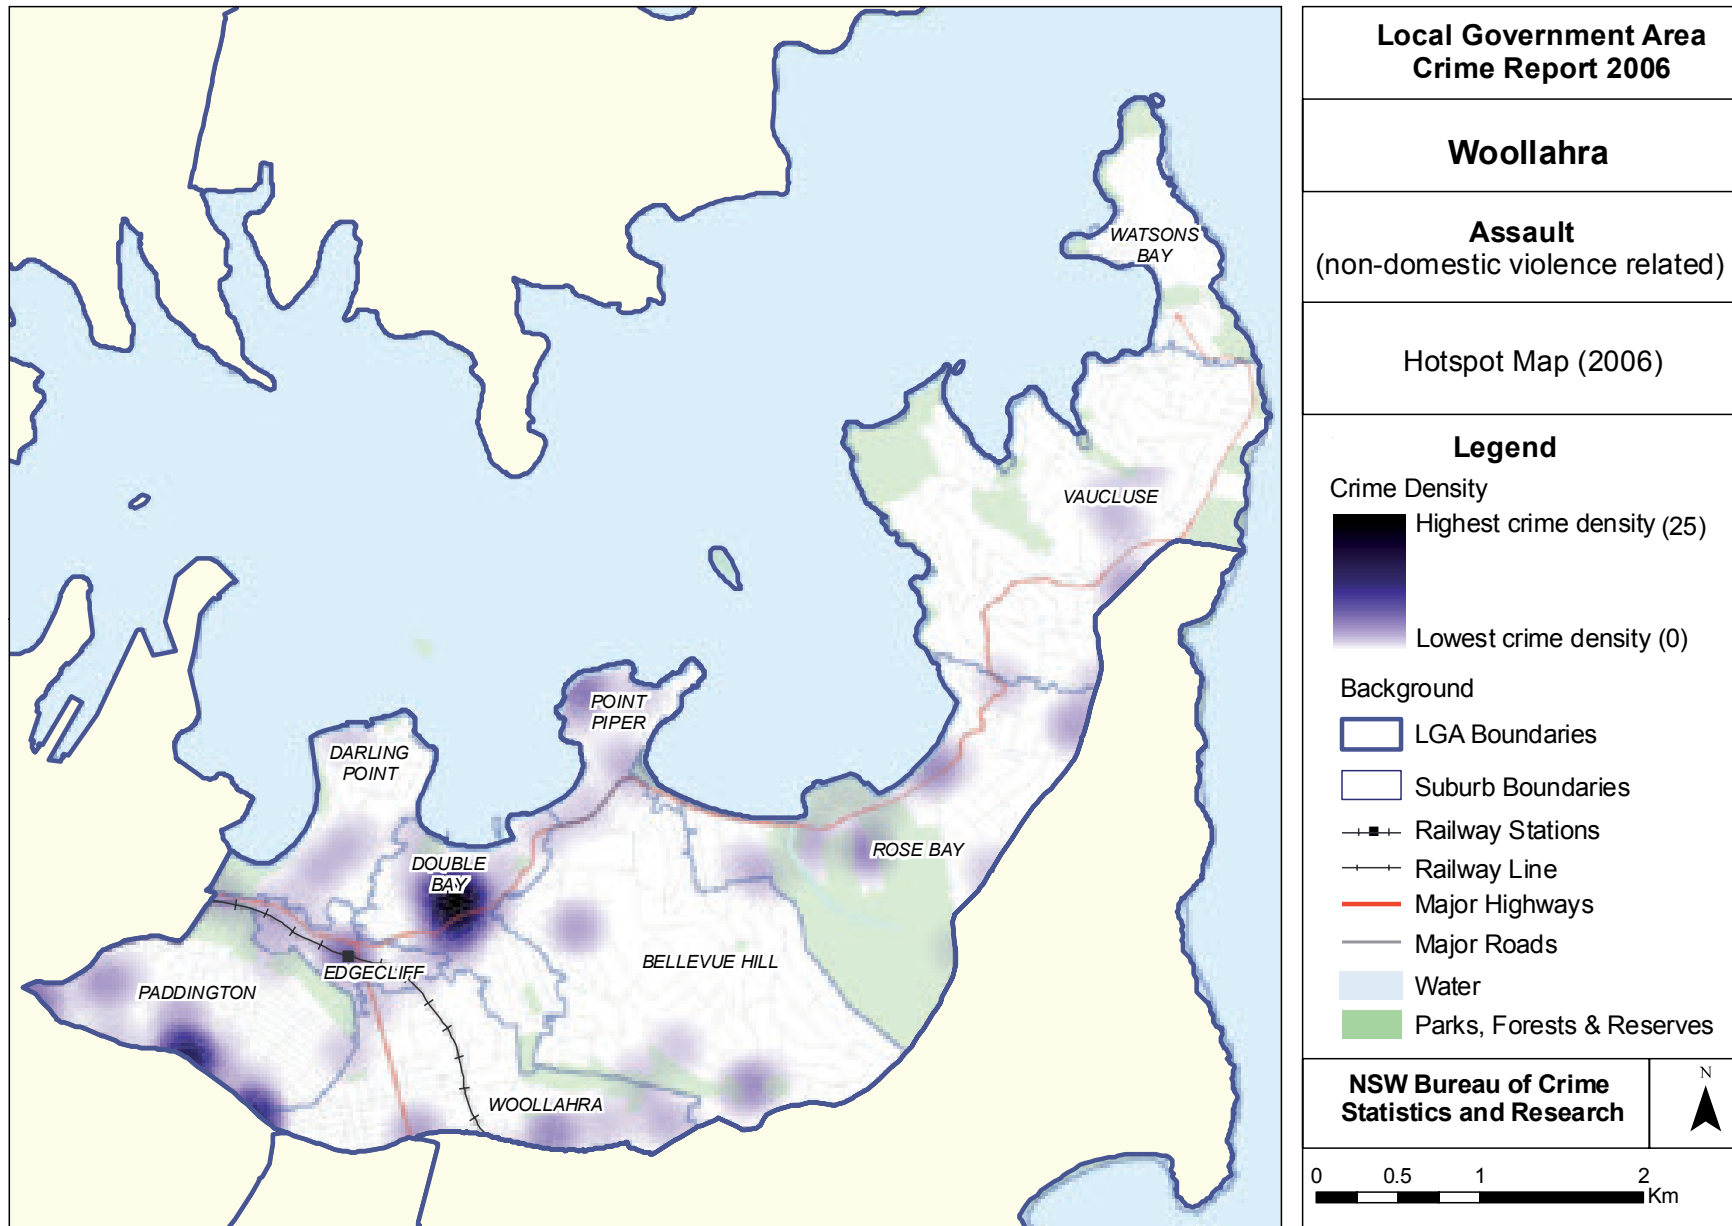 Local Government Area
Crime Report 2006
Woollahra
Assault
(non-domestic violence related)
Hotspot Map (2006)
Legend
Crime Density
Highest crime density (25)
Lowest crime density (0)
Background
LGA Boundaries
Suburb Boundaries
Railway Stations
Railway Line
Major Highways
Major Roads
Water
Parks, Forests & Reserves
NSW Bureau of Crime
Statistics and Research
N
0 0.5 1 2
Km
WATSONS
BAY
VAUCLUSE
POINT
PIPER
DARLING
POINT
DOUBLE
BAY
ROSE BAY
EDGECLIFF
BELLEVUE HILL
PADDINGTON
WOOLLAHRA